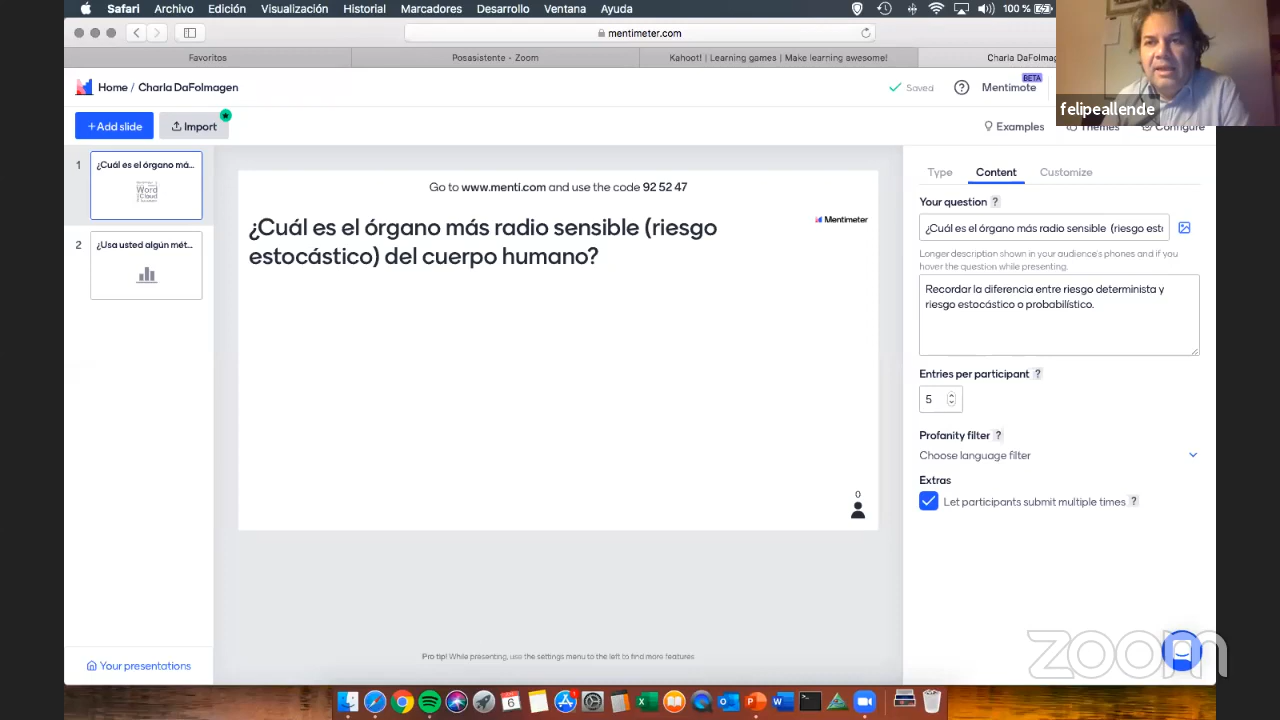 Safari Archivo Edición Visualización Historial Marcadores Desarrollo Ventana Ayuda 100 %
mentimeter.com
Favoritos Posasistente - Zoom Kahoot! | Learning games | Make learning awesome! Charla DaFoImag
Home / Charla DaFoImagen Saved Mentimote BETA
felipeallende
+Add slide Import Examples Themes Configure
1 ¿Cuál es el órgano má...
Word
Cloud
2 ¿Usa usted algún mét...
Go to www.menti.com and use the code 92 52 47
¿Cuál es el órgano más radio sensible (riesgo
estocástico) del cuerpo humano?
Mentimeter
0
Type Content Customize
Your question ?
¿Cuál es el órgano más radio sensible (riesgo esto
Longer description shown in your audience's phones and if you
hover the question while presenting.
Recordar la diferencia entre riesgo determinista y
riesgo estocástico o probabilístico.
Entries per participant ?
5
Profanity filter ?
Choose language filter
Extras
Let participants submit multiple times ?
Your presentations
Pro tip! While presenting, use the settings menu to the left to find more features
zoom
6